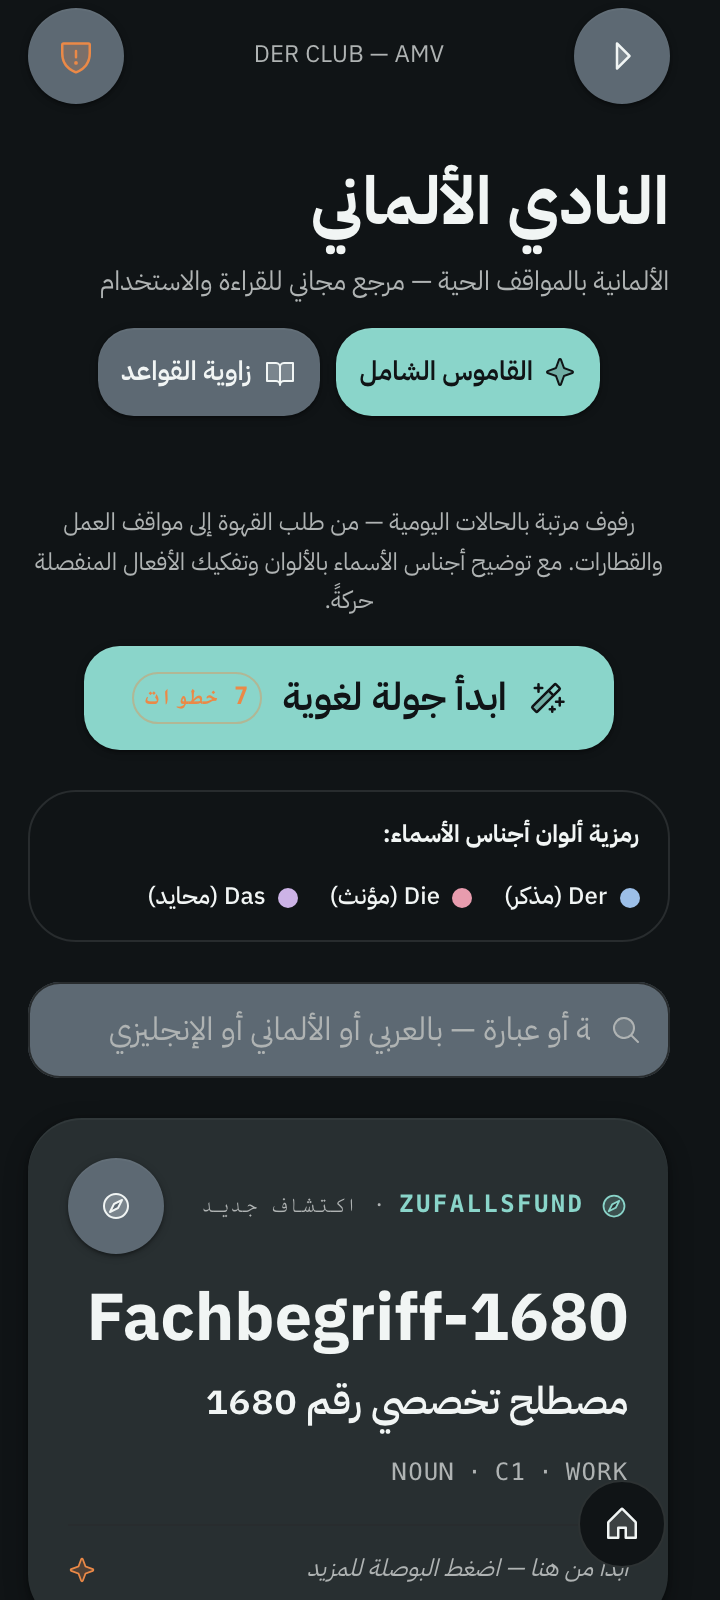 DER CLUB — AMV
النادي الألماني
الألمانية بالمواقف الحية — مرجع مجاني للقراءة والاستخدام
القاموس الشامل
زاوية القواعد
رفوف مرتبة بالحالات اليومية — من طلب القهوة إلى مواقف العمل
والقطارات. مع توضيح أجناس الأسماء بالألوان وتفكيك الأفعال المنفصلة
حركةً.
ابدأ جولة لغوية 7 خطوات
رمزية ألوان أجناس الأسماء:
Der (مذكر) Die (مؤنث) Das (محايد)
ة أو عبارة — بالعربي أو الألماني أو الإنجليزي
ZUFALLSFUND · اكتشاف جديد
Fachbegriff-1680
مصطلح تخصصي رقم 1680
NOUN · C1 · WORK
ابدأ من هنا — اضغط البوصلة للمزيد